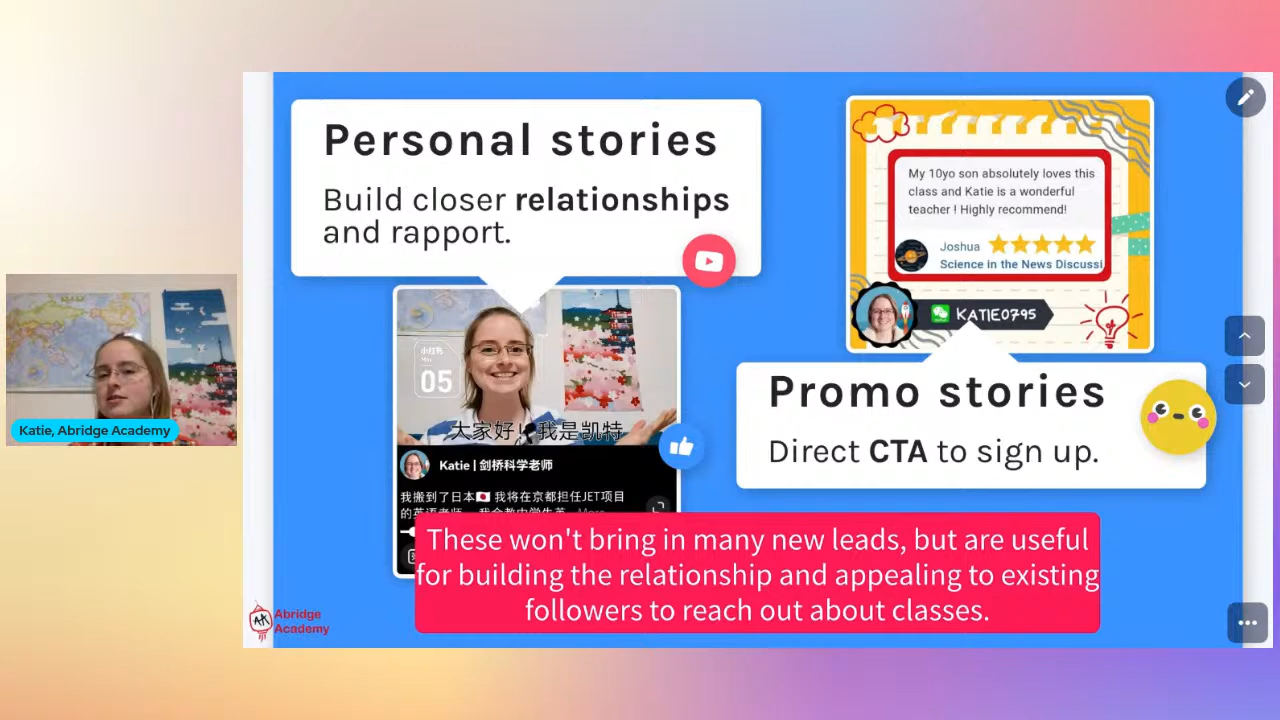 Personal stories
Build closer relationships
and rapport.
My 10yo son absolutely loves this
class and Katie is a wonderful
teacher ! Highly recommend!
Joshua
Science in the News Discussi
KATIE0795
小红书
05
大家好！我是凯特
Katie | 剑桥科学老师
我搬到了日本🇯🇵 我将在京都担任JET项目
Promo stories
Direct CTA to sign up.
Katie, Abridge Academy
These won't bring in many new leads, but are useful
for building the relationship and appealing to existing
followers to reach out about classes.
Abridge
Academy